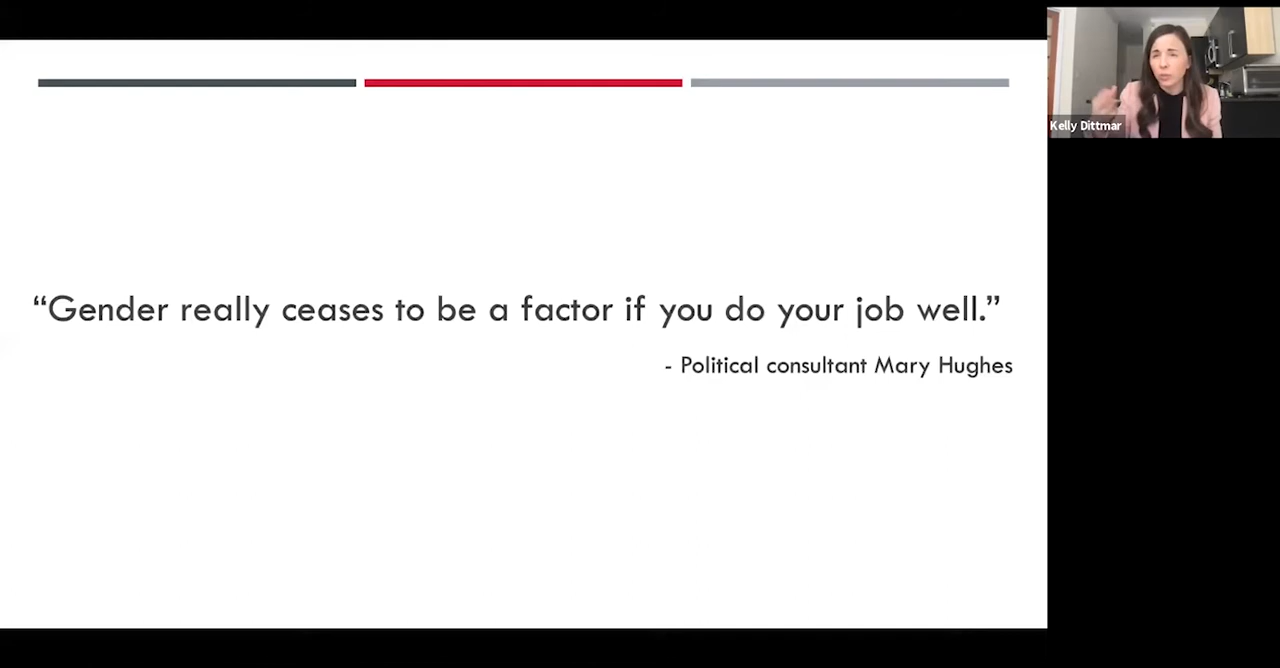 Kelly Dittmar
“Gender really ceases to be a factor if you do your job well.”
- Political consultant Mary Hughes